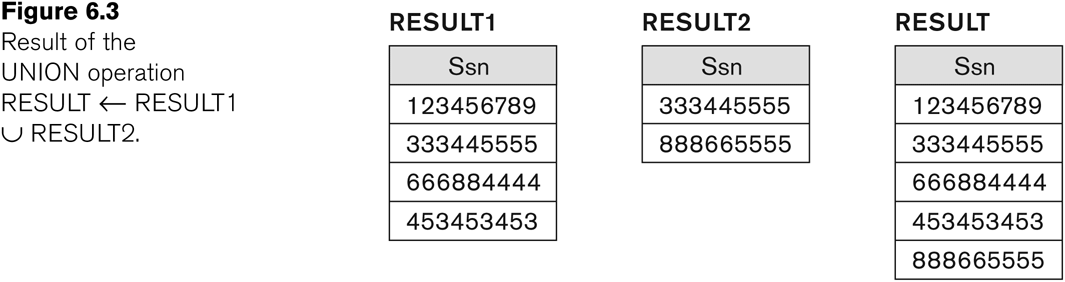 Figure 6.3
Result of the
UNION operation
RESULT ← RESULT1
∪ RESULT2.
RESULT1
Ssn
123456789
333445555
666884444
453453453
RESULT2
Ssn
333445555
888665555
RESULT
Ssn
123456789
333445555
666884444
453453453
888665555